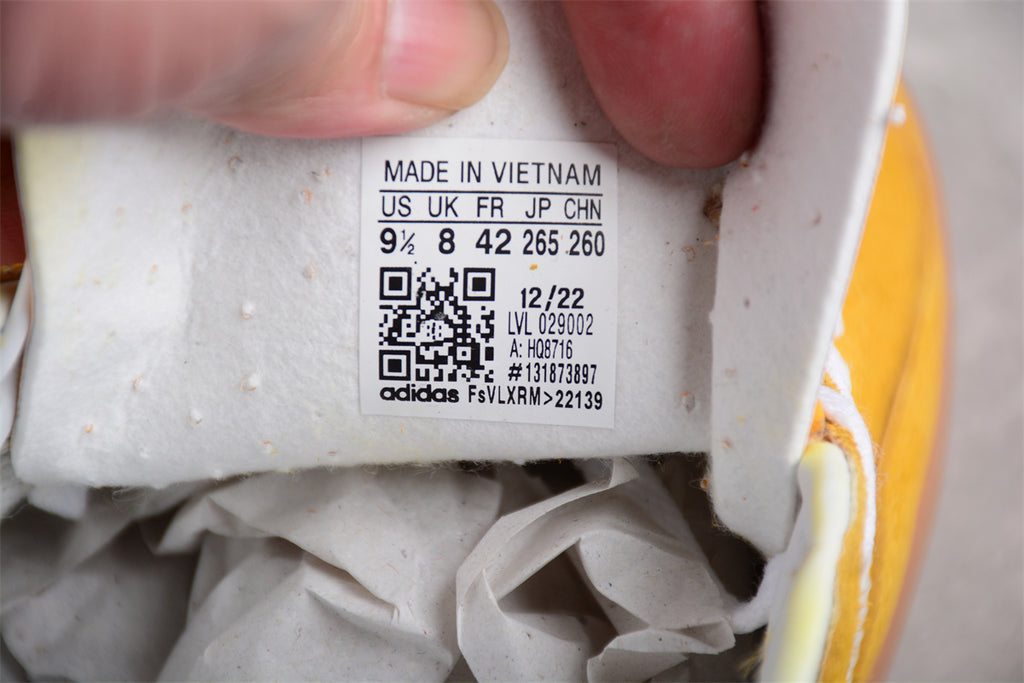 MADE IN VIETNAM
US UK FR JP CHN
9½ 8 42 265 260
12/22
LVL 029002
A: HQ8716
#131873897
adidas FsVLXRM>22139